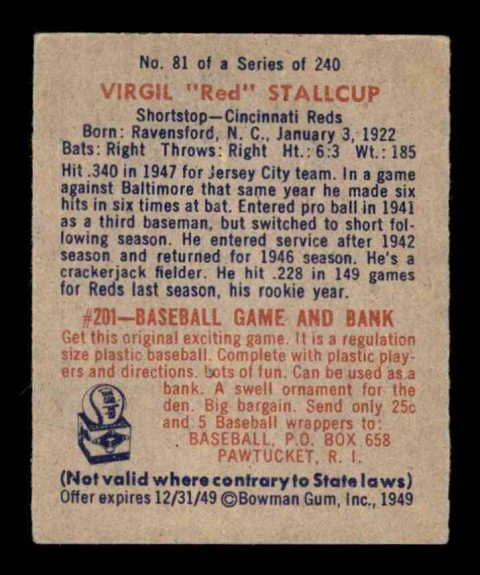 No. 81 of a Series of 240
VIRGIL "Red" STALLCUP
Shortstop—Cincinnati Reds
Born: Ravensford, N. C., January 3, 1922
Bats: Right Throws: Right Ht.: 6:3 Wt.: 185
Hit .340 in 1947 for Jersey City team. In a game
against Baltimore that same year he made six
hits in six times at bat. Entered pro ball in 1941
as a third baseman, but switched to short fol-
lowing season. He entered service after 1942
season and returned for 1946 season. He's a
crackerjack fielder. He hit .228 in 149 games
for Reds last season, his rookie year.
#201—BASEBALL GAME AND BANK
Get this original exciting game. It is a regulation
size plastic baseball. Complete with plastic play-
ers and directions. Lots of fun. Can be used as a
bank. A swell ornament for the
den. Big bargain. Send only 25c
and 5 Baseball wrappers to:
BASEBALL, P.O. BOX 658
PAWTUCKET, R. I.
(Not valid where contrary to State laws)
Offer expires 12/31/49 ©Bowman Gum, Inc., 1949